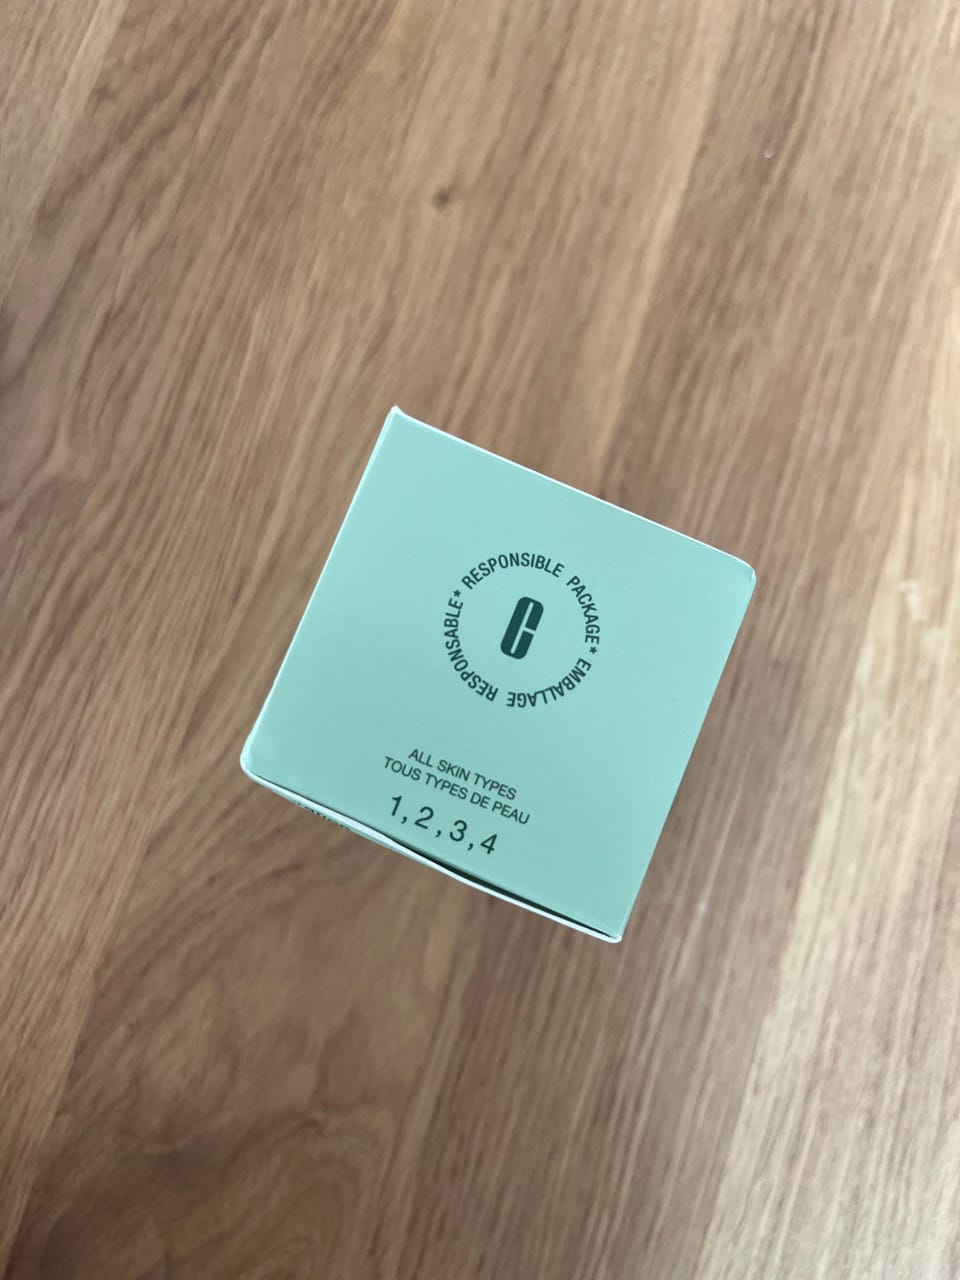 RESPONSIBLE PACKAGE* EMBALLAGE RESPONSABLE*
C
ALL SKIN TYPES
TOUS TYPES DE PEAU
1, 2, 3, 4